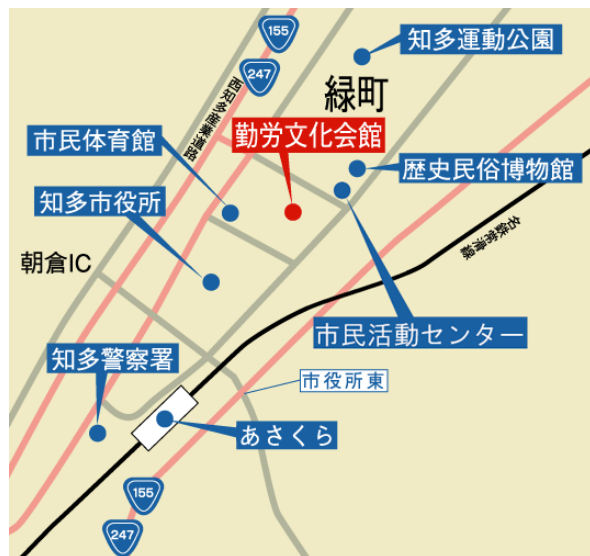 155
247
知多運動公園
緑町
西知多産業道路
市民体育館
勤労文化会館
歴史民俗博物館
知多市役所
朝倉IC
名鉄常滑線
市民活動センター
知多警察署
市役所東
あさくら
155
247